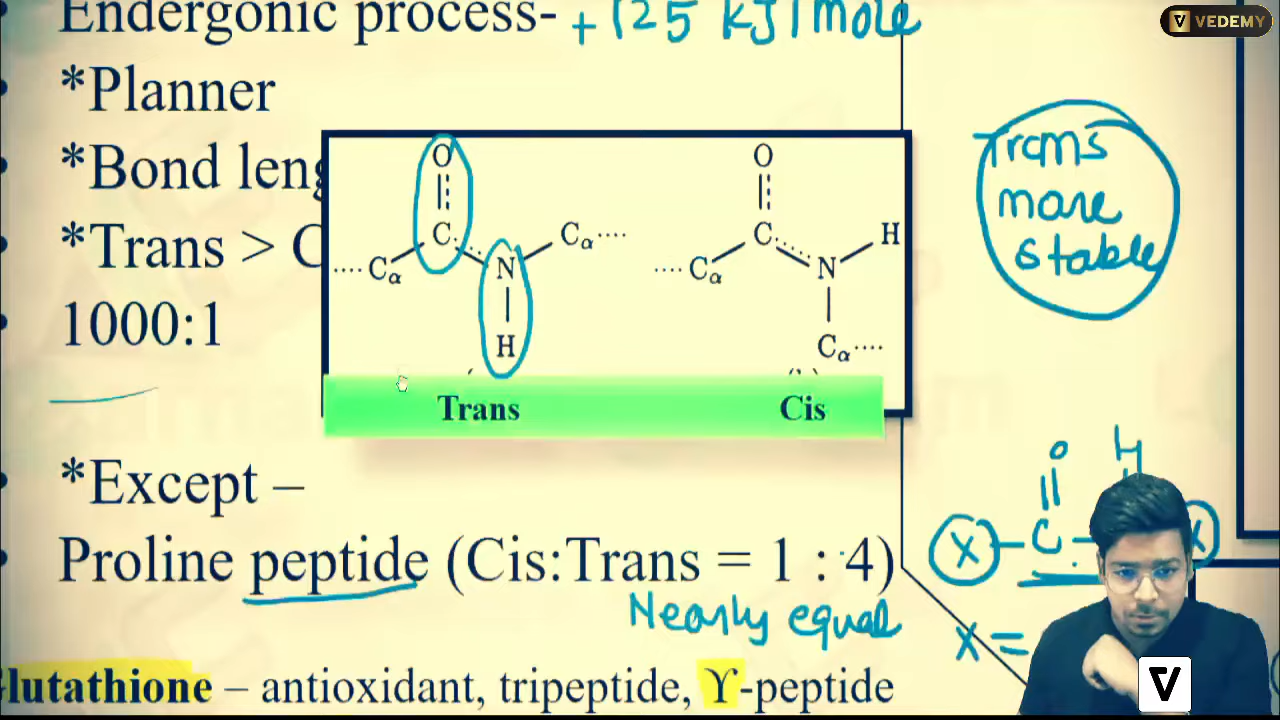 Endergonic process- +125 KJ/mole
VEDEMY
*Planner
*Bond leng
*Trans > C
1000:1
O
C
Cα
N
Cα
H
Trans
O
C
H
Cα
N
Cα
Cis
Trans
more
stable
*Except –
Proline peptide (Cis:Trans = 1 : 4)
Nearly equal
O H
X – C – X
X =
lutathione – antioxidant, tripeptide, ϒ-peptide